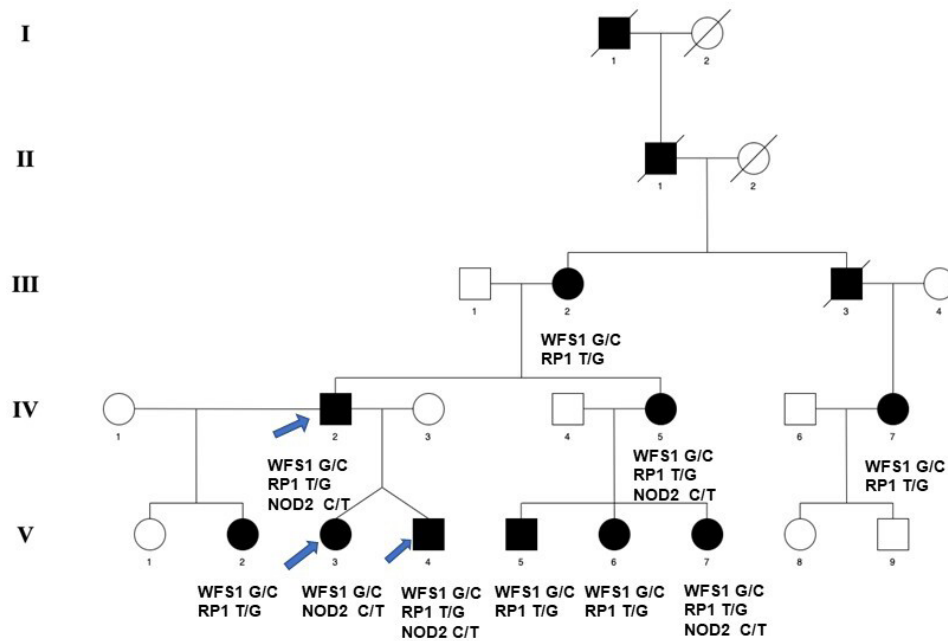 I
1 2
II
1 2
III
1 2 3 4
WFS1 G/C
RP1 T/G
IV
1 2 3 4 5 6 7
WFS1 G/C
RP1 T/G
NOD2 C/T
WFS1 G/C
RP1 T/G
NOD2 C/T
WFS1 G/C
RP1 T/G
V
1 2 3 4 5 6 7 8 9
WFS1 G/C
RP1 T/G
WFS1 G/C
NOD2 C/T
WFS1 G/C
RP1 T/G
NOD2 C/T
WFS1 G/C
RP1 T/G
WFS1 G/C
RP1 T/G
WFS1 G/C
RP1 T/G
NOD2 C/T